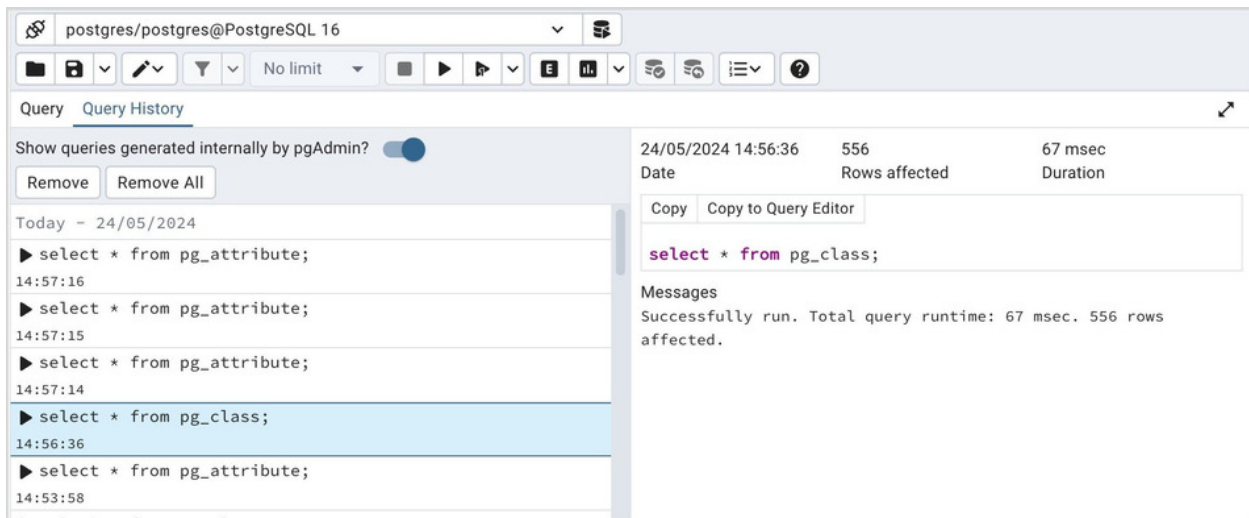 postgres/postgres@PostgreSQL 16
No limit
E
Query Query History
Show queries generated internally by pgAdmin?
Remove Remove All
Today - 24/05/2024
select * from pg_attribute;
14:57:16
select * from pg_attribute;
14:57:15
select * from pg_attribute;
14:57:14
select * from pg_class;
14:56:36
select * from pg_attribute;
14:53:58
24/05/2024 14:56:36 556 67 msec
Date Rows affected Duration
Copy Copy to Query Editor
select * from pg_class;
Messages
Successfully run. Total query runtime: 67 msec. 556 rows
affected.